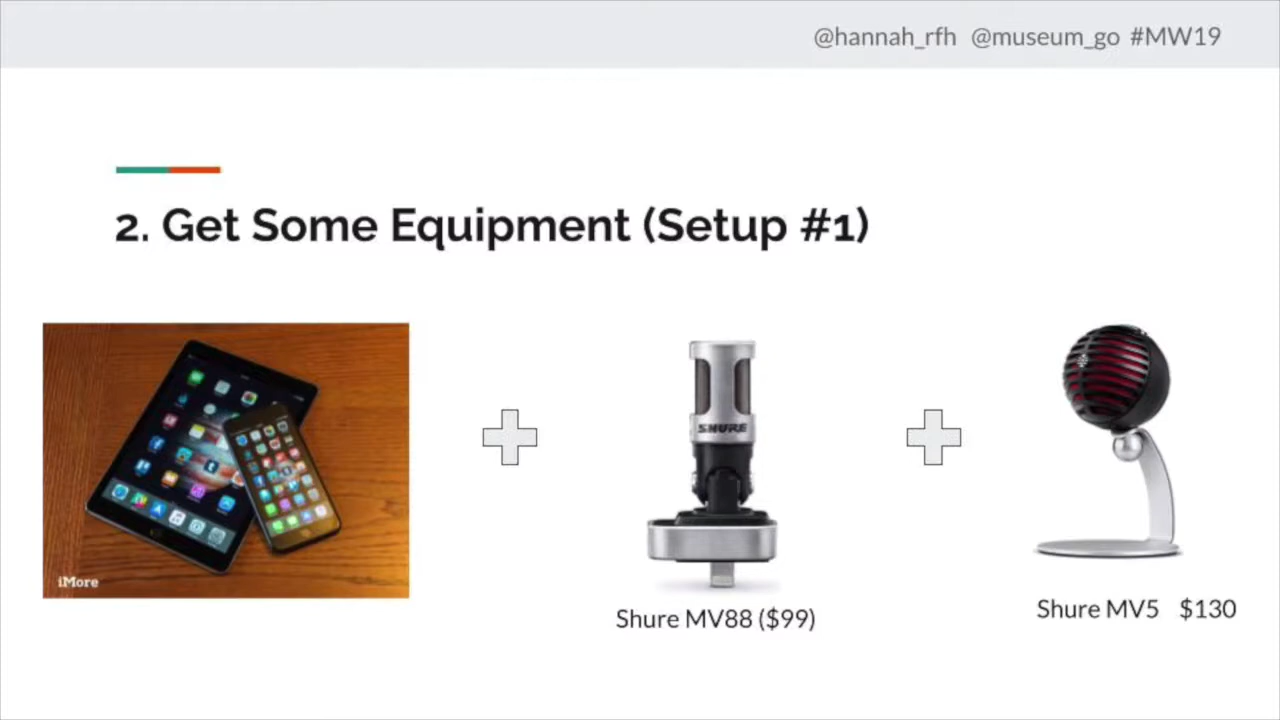 @hannah_rfh @museum_go #MW19
2. Get Some Equipment (Setup #1)
iMore
SHURE
Shure MV88 ($99)
Shure MV5 $130